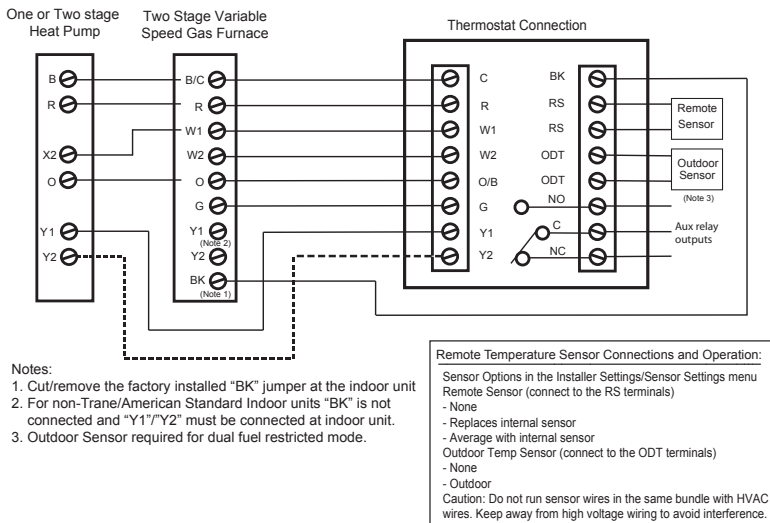 One or Two stage
Heat Pump
Two Stage Variable
Speed Gas Furnace
Thermostat Connection
B
R
X2
O
Y1
Y2
B/C
R
W1
W2
O
G
Y1
(Note 2)
Y2
BK
(Note 1)
C
R
W1
W2
O/B
G
Y1
Y2
BK
RS
RS
ODT
ODT
NO
C
NC
Remote
Sensor
Outdoor
Sensor
(Note 3)
Aux relay
outputs
Notes:
1. Cut/remove the factory installed “BK” jumper at the indoor unit
2. For non-Trane/American Standard Indoor units “BK” is not
connected and “Y1”/”Y2” must be connected at indoor unit.
3. Outdoor Sensor required for dual fuel restricted mode.
Remote Temperature Sensor Connections and Operation:
Sensor Options in the Installer Settings/Sensor Settings menu
Remote Sensor (connect to the RS terminals)
- None
- Replaces internal sensor
- Average with internal sensor
Outdoor Temp Sensor (connect to the ODT terminals)
- None
- Outdoor
Caution: Do not run sensor wires in the same bundle with HVAC
wires. Keep away from high voltage wiring to avoid interference.